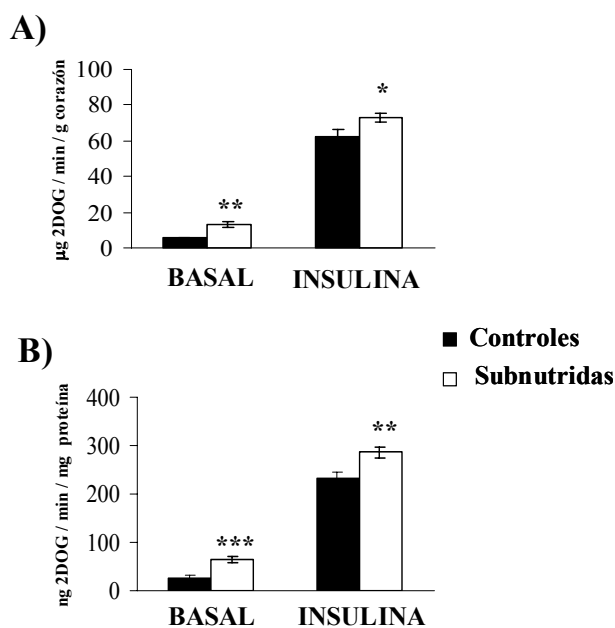 A)
µg 2DOG / min / g corazón
100
80
60
40
20
0
**
*
BASAL
INSULINA
Controles
Subnutridas
B)
ng 2DOG / min / mg proteína
400
300
200
100
0
***
**
BASAL
INSULINA